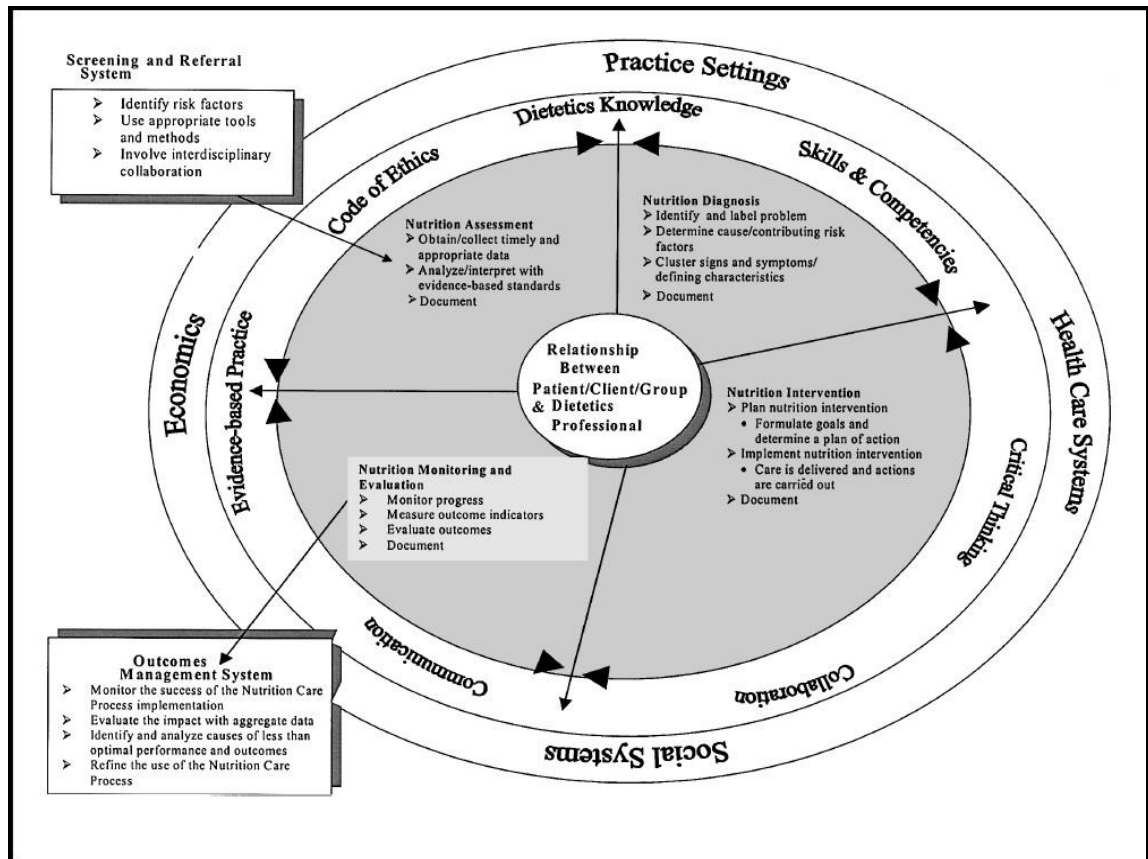 Screening and Referral
System
➢ Identify risk factors
➢ Use appropriate tools
and methods
➢ Involve interdisciplinary
collaboration
Practice Settings
Dietetics Knowledge
Code of Ethics
Skills & Competencies
Nutrition Assessment
➢ Obtain/collect timely and
appropriate data
➢ Analyze/interpret with
evidence-based standards
➢ Document
Nutrition Diagnosis
➢ Identify and label problem
➢ Determine cause/contributing risk
factors
➢ Cluster signs and symptoms/
defining characteristics
➢ Document
Economics
Evidence-based Practice
Health Care Systems
Relationship
Between
Patient/Client/Group
& Dietetics
Professional
Nutrition Intervention
➢ Plan nutrition intervention
• Formulate goals and
determine a plan of action
➢ Implement nutrition intervention
• Care is delivered and actions
are carried out
➢ Document
Critical Thinking
Nutrition Monitoring and
Evaluation
➢ Monitor progress
➢ Measure outcome indicators
➢ Evaluate outcomes
➢ Document
Communication
Collaboration
Social Systems
Outcomes
Management System
➢ Monitor the success of the Nutrition Care
Process implementation
➢ Evaluate the impact with aggregate data
➢ Identify and analyze causes of less than
optimal performance and outcomes
➢ Refine the use of the Nutrition Care
Process